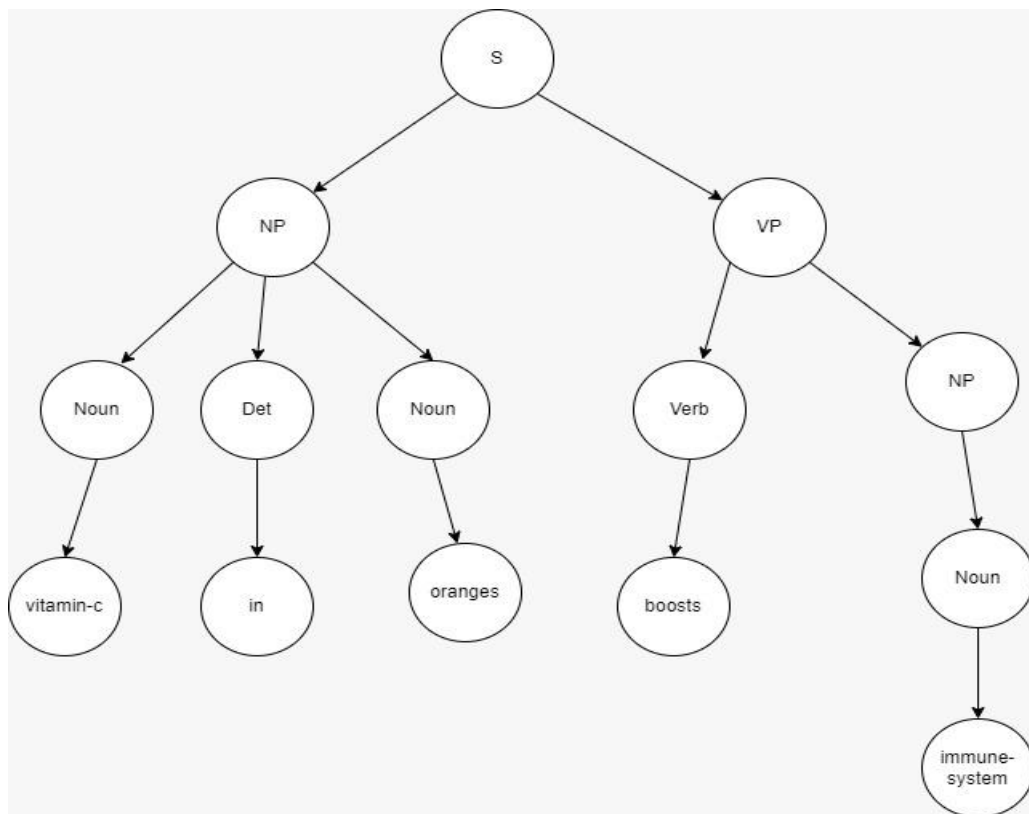 S
NP
VP
Noun
Det
Noun
Verb
NP
vitamin-c
in
oranges
boosts
Noun
immune-
system